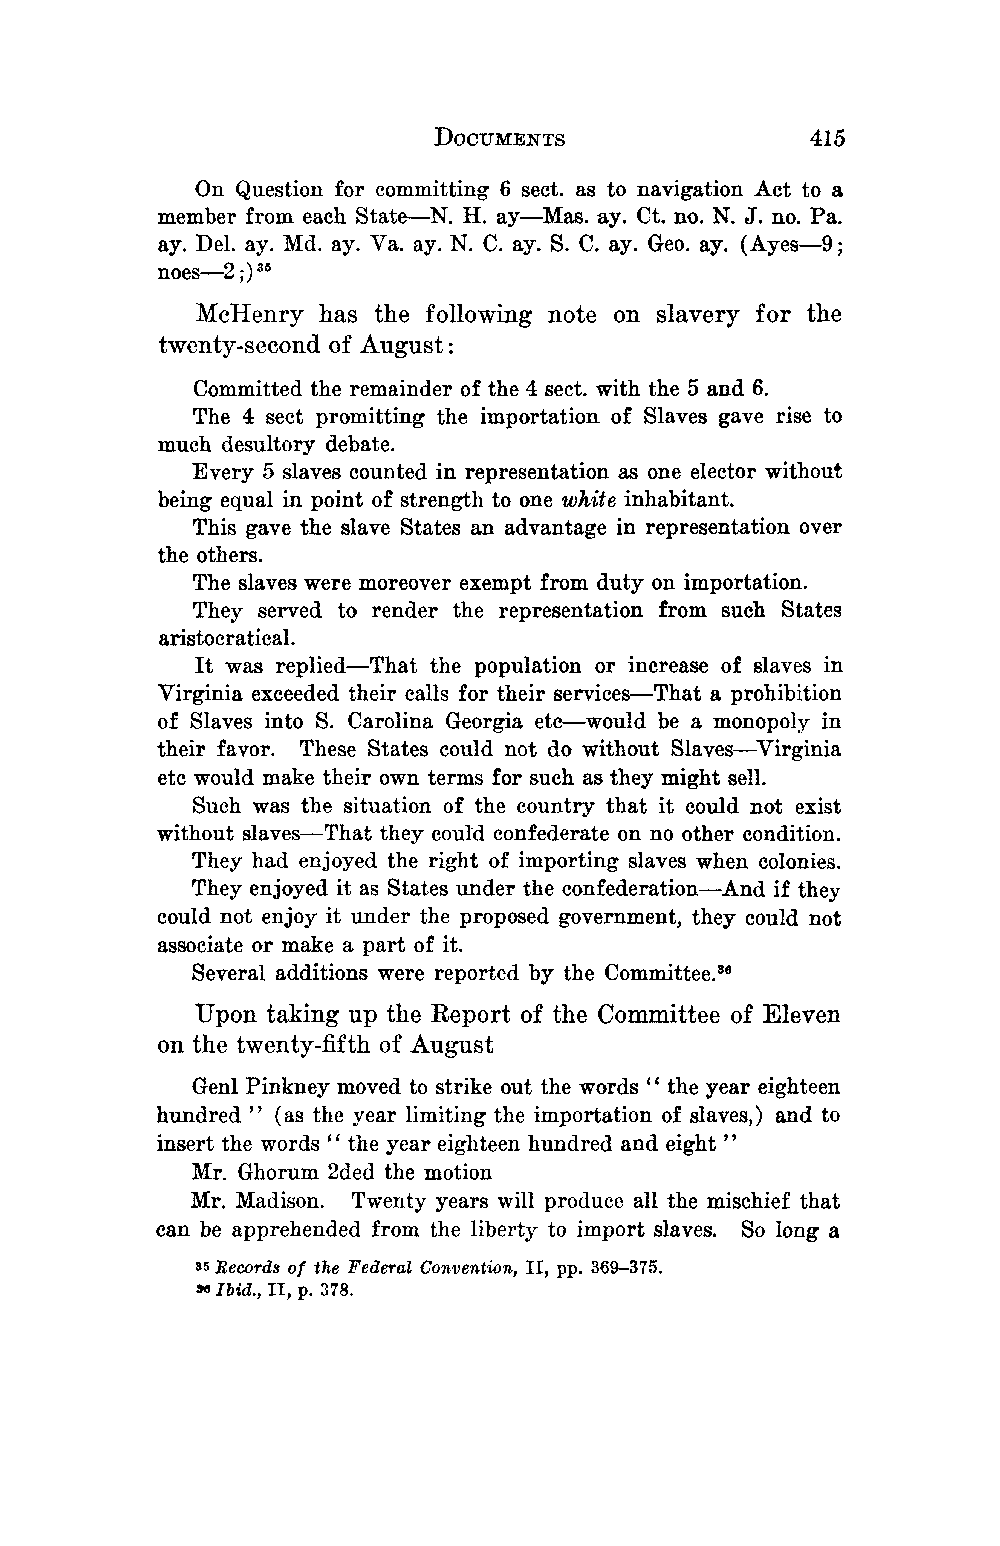 DOCUMENTS 415
On Question for committing 6 sect. as to navigation Act to a
member from each State—N. H. ay—Mas. ay. Ct. no. N. J. no. Pa.
ay. Del. ay. Md. ay. Va. ay. N. C. ay. S. C. ay. Geo. ay. (Ayes—9;
noes—2;)35
McHenry has the following note on slavery for the
twenty-second of August:
Committed the remainder of the 4 sect. with the 5 and 6.
The 4 sect promitting the importation of Slaves gave rise to
much desultory debate.
Every 5 slaves counted in representation as one elector without
being equal in point of strength to one white inhabitant.
This gave the slave States an advantage in representation over
the others.
The slaves were moreover exempt from duty on importation.
They served to render the representation from such States
aristocratical.
It was replied—That the population or increase of slaves in
Virginia exceeded their calls for their services—That a prohibition
of Slaves into S. Carolina Georgia etc—would be a monopoly in
their favor. These States could not do without Slaves—Virginia
etc would make their own terms for such as they might sell.
Such was the situation of the country that it could not exist
without slaves—That they could confederate on no other condition.
They had enjoyed the right of importing slaves when colonies.
They enjoyed it as States under the confederation—And if they
could not enjoy it under the proposed government, they could not
associate or make a part of it.
Several additions were reported by the Committee.36
Upon taking up the Report of the Committee of Eleven
on the twenty-fifth of August
Genl Pinkney moved to strike out the words "the year eighteen
hundred" (as the year limiting the importation of slaves,) and to
insert the words "the year eighteen hundred and eight"
Mr. Ghorum 2ded the motion
Mr. Madison. Twenty years will produce all the mischief that
can be apprehended from the liberty to import slaves. So long a
35 Records of the Federal Convention, II, pp. 369–375.
36 Ibid., II, p. 378.